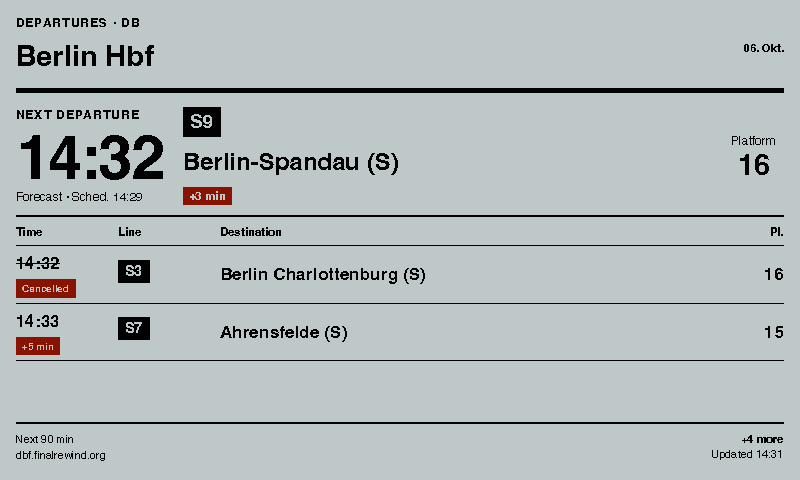 DEPARTURES · DB
Berlin Hbf
06. Okt.
NEXT DEPARTURE
14:32
Forecast · Sched. 14:29
S9
Berlin-Spandau (S)
+3 min
Platform
16
Time Line Destination Pl.
14:32 S3 Berlin Charlottenburg (S) 16
Cancelled
14:33 S7 Ahrensfelde (S) 15
+5 min
Next 90 min
dbf.finalrewind.org
+4 more
Updated 14:31